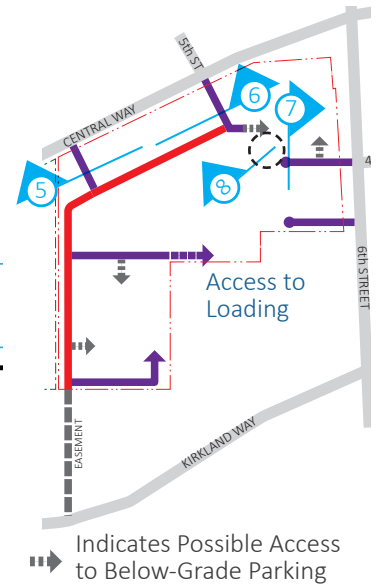 5th ST
CENTRAL WAY
6
7
5
8
4
6th STREET
Access to
Loading
EASEMENT
KIRKLAND WAY
Indicates Possible Access
to Below-Grade Parking